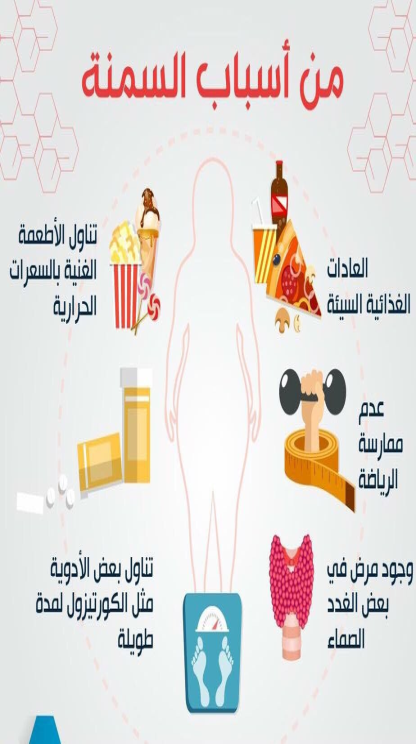 من أسباب السمنة
العادات
الغذائية السيئة
تناول الأطعمة
الغنية بالسعرات
الحرارية
عدم
ممارسة
الرياضة
وجود مرض في
بعض الغدد
الصماء
تناول بعض الأدوية
مثل الكورتيزول لمدة
طويلة